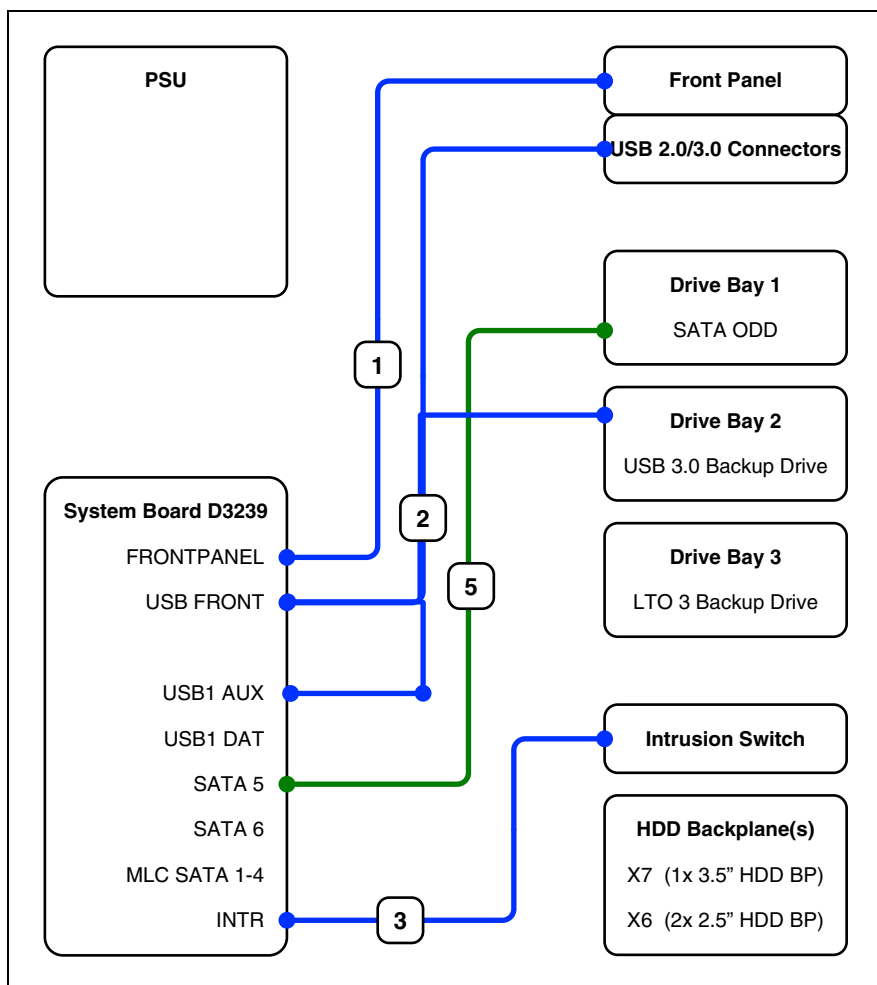 PSU
Front Panel
USB 2.0/3.0 Connectors
Drive Bay 1
SATA ODD
1
Drive Bay 2
USB 3.0 Backup Drive
System Board D3239
2
FRONTPANEL
Drive Bay 3
5
USB FRONT
LTO 3 Backup Drive
USB1 AUX
USB1 DAT
Intrusion Switch
SATA 5
SATA 6
HDD Backplane(s)
MLC SATA 1-4
X7 (1x 3.5” HDD BP)
INTR
3
X6 (2x 2.5” HDD BP)